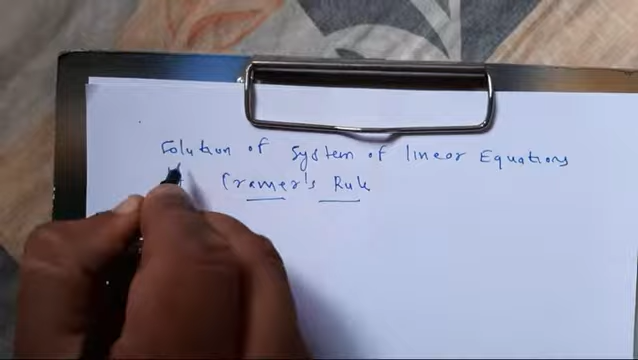 Solution of System of linear Equations
Cramer's Rule